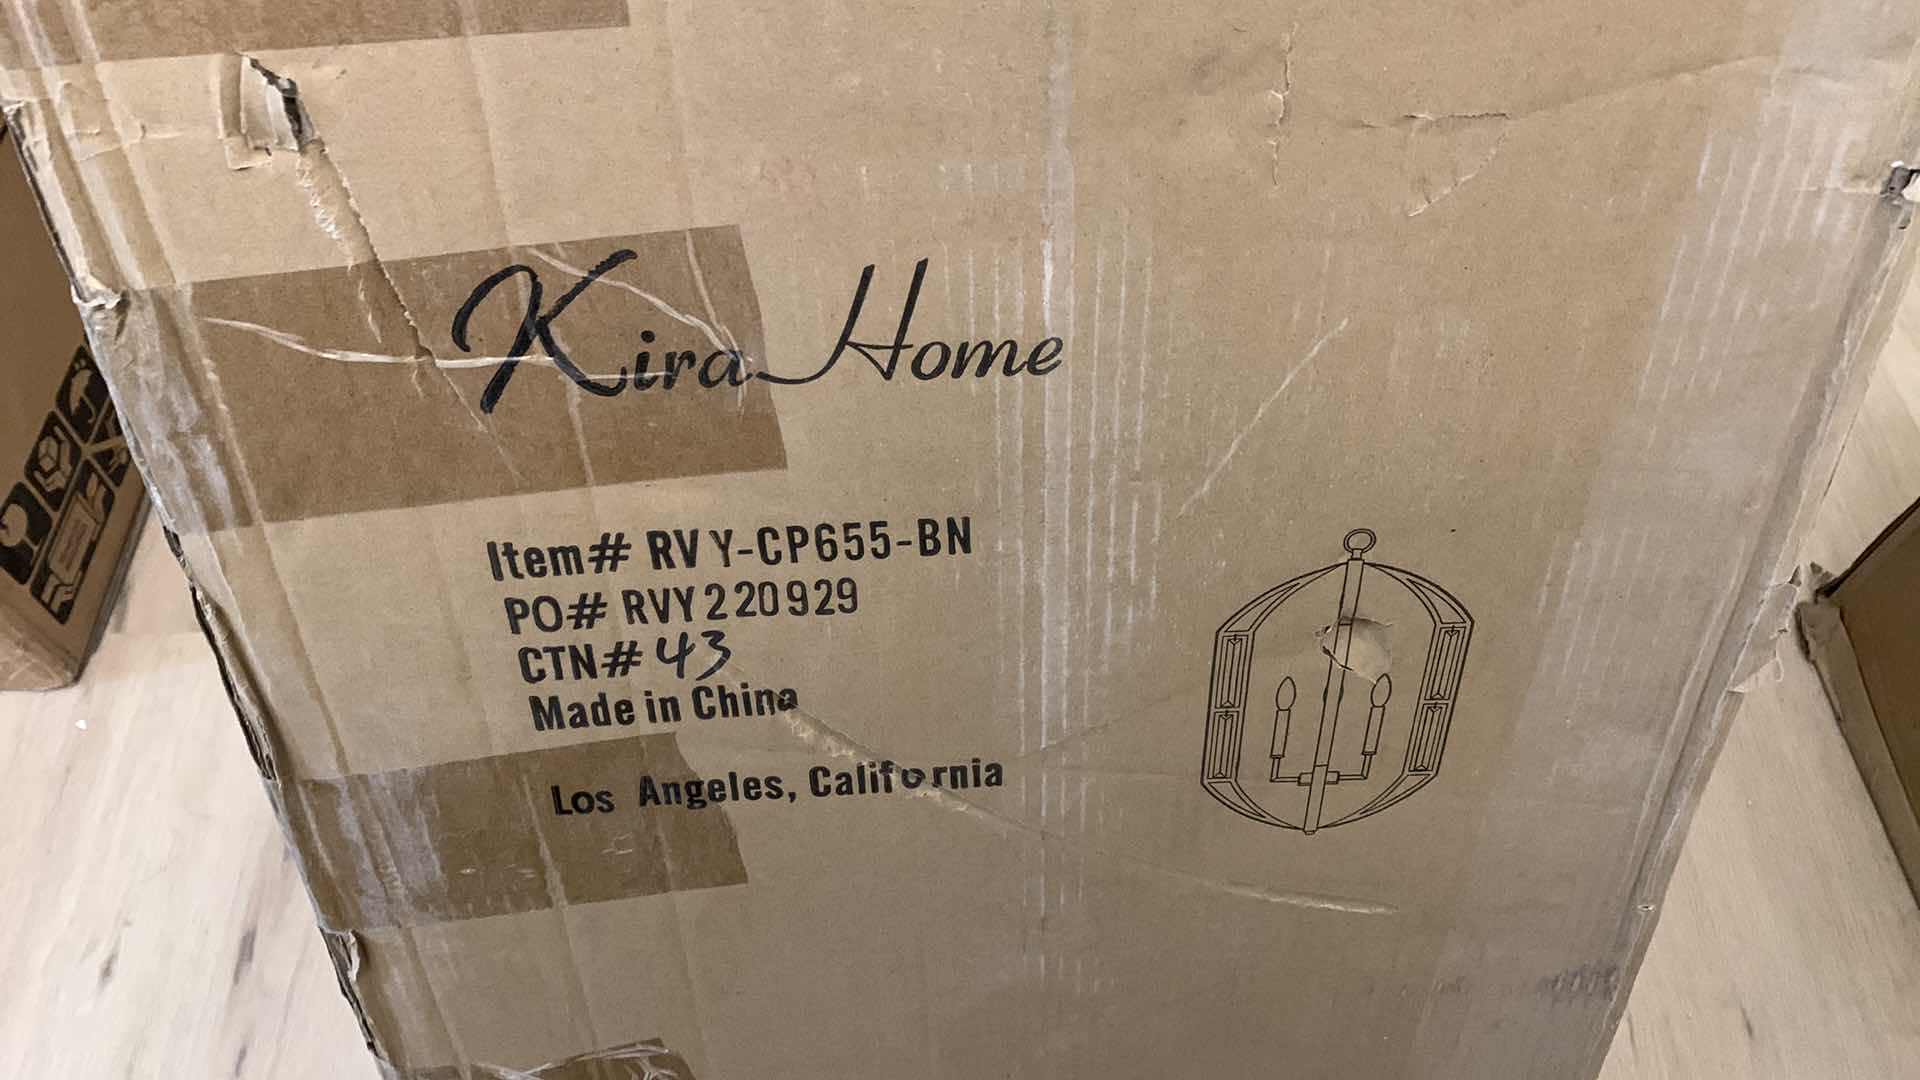 Kira Home
Item# RVY-CP655-BN
PO# RVY220929
CTN# 43
Made in China
Los Angeles, California